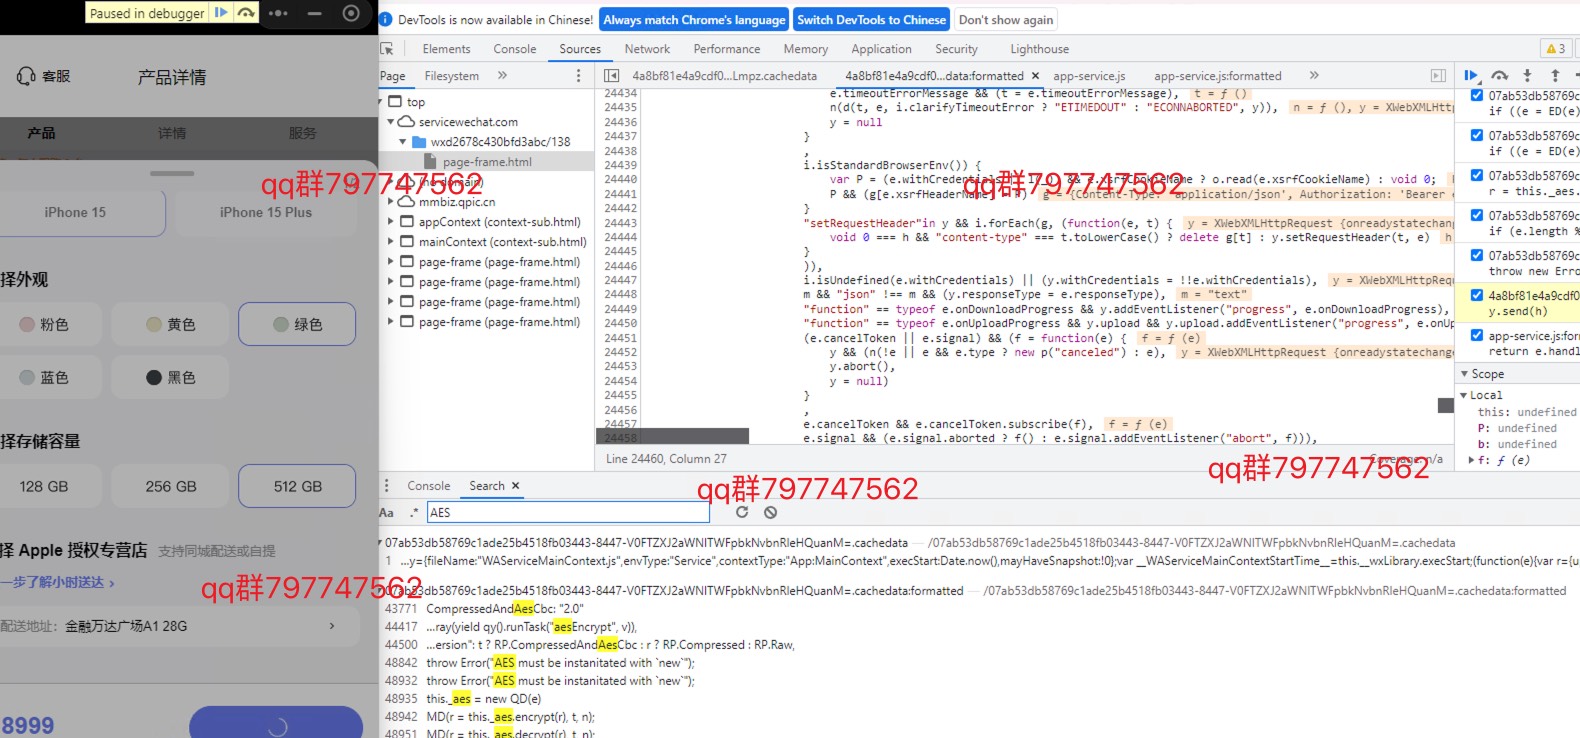 Paused in debugger
客服
产品详情
产品
详情
服务
iPhone 15
iPhone 15 Plus
择外观
粉色
黄色
绿色
蓝色
黑色
择存储容量
128 GB
256 GB
512 GB
择 Apple 授权专营店 支持同城配送或自提
一步了解小时送达 ›
配送地址: 金融万达广场A1 28G
8999
DevTools is now available in Chinese! Always match Chrome's language Switch DevTools to Chinese Don't show again
Elements Console Sources Network Performance Memory Application Security Lighthouse 3
Page Filesystem »
top
servicewechat.com
wxd2678c430bfd3abc/138
page-frame.html
(no domain)
mmbiz.qpic.cn
appContext (context-sub.html)
mainContext (context-sub.html)
page-frame (page-frame.html)
page-frame (page-frame.html)
page-frame (page-frame.html)
page-frame (page-frame.html)
4a8bf81e4a9cdf0...Lmpz.cachedata 4a8bf81e4a9cdf0...data:formatted × app-service.js app-service.js:formatted »
24434 e.timeoutErrorMessage && (t = e.timeoutErrorMessage), t = ƒ ()
24435 n(d(t, e, i.clarifyTimeoutError ? "ETIMEDOUT" : "ECONNABORTED", y)), n = ƒ (), y = XWebXMLHtt
24436 y = null
24437 }
24438 ,
24439 i.isStandardBrowserEnv()) {
24440 var P = (e.withCredentials && e.xsrfCookieName ? o.read(e.xsrfCookieName) : void 0;
24441 P && (g[e.xsrfHeaderName] g = {Content-Type: "application/json", Authorization: 'Bearer
24442 }
24443 "setRequestHeader"in y && i.forEach(g, (function(e, t) { y = XWebXMLHttpRequest {onreadystatechang
24444 void 0 === h && "content-type" === t.toLowerCase() ? delete g[t] : y.setRequestHeader(t, e) h
24445 }
24446 )),
24447 i.isUndefined(e.withCredentials) || (y.withCredentials = !!e.withCredentials), y = XWebXMLHttpReq
24448 m && "json" !== m && (y.responseType = e.responseType), m = "text"
24449 "function" == typeof e.onDownloadProgress && y.addEventListener("progress", e.onDownloadProgress),
24450 "function" == typeof e.onUploadProgress && y.upload && y.upload.addEventListener("progress", e.onUp
24451 (e.cancelToken || e.signal) && (f = function(e) { f = ƒ (e)
24452 y && (n(!e || e && e.type ? new p("canceled") : e), y = XWebXMLHttpRequest {onreadystatechang
24453 y.abort(),
24454 y = null)
24455 }
24456 ,
24457 e.cancelToken && e.cancelToken.subscribe(f), f = ƒ (e)
24458 e.signal && (e.signal.aborted ? f() : e.signal.addEventListener("abort", f))),
Line 24460, Column 27 Coverage: n/a
07ab53db58769c
if ((e = ED(e)
07ab53db58769c
if ((e = ED(e)
07ab53db58769c
r = this._aes.
07ab53db58769c
if (e.length %
07ab53db58769c
throw new Erro
4a8bf81e4a9cdf0
y.send(h)
app-service.js:forr
return e.handl
Scope
Local
this: undefined
P: undefined
b: undefined
f: ƒ (e)
Console Search ×
Aa .* AES
07ab53db58769c1ade25b4518fb03443-8447-V0FTZXJ2aWNlTWFpbkNvbnRleHQuanM=.cachedata — /07ab53db58769c1ade25b4518fb03443-8447-V0FTZXJ2aWNlTWFpbkNvbnRleHQuanM=.cachedata
1 ...y={fileName:"WAServiceMainContext.js",envType:"Service",contextType:"App:MainContext",execStart:Date.now(),mayHaveSnapshot:!0};var __WAServiceMainContextStartTime__=this.__wxLibrary.execStart;(function(e){var r={u
07ab53db58769c1ade25b4518fb03443-8447-V0FTZXJ2aWNlTWFpbkNvbnRleHQuanM=.cachedata:formatted — /07ab53db58769c1ade25b4518fb03443-8447-V0FTZXJ2aWNlTWFpbkNvbnRleHQuanM=.cachedata:formatted
43771 CompressedAndAesCbc: "2.0"
44417 ...ray(yield qy().runTask("aesEncrypt", v)),
44500 ...ersion": t ? RP.CompressedAndAesCbc : r ? RP.Compressed : RP.Raw,
48842 throw Error("AES must be instanitated with `new`");
48932 throw Error("AES must be instanitated with `new`");
48935 this._aes = new QD(e)
48942 MD(r = this._aes.encrypt(r), t, n);
48951 MD(r = this._aes.decrypt(r), t, n);
qq群797747562
qq群797747562
qq群797747562
qq群797747562
qq群797747562